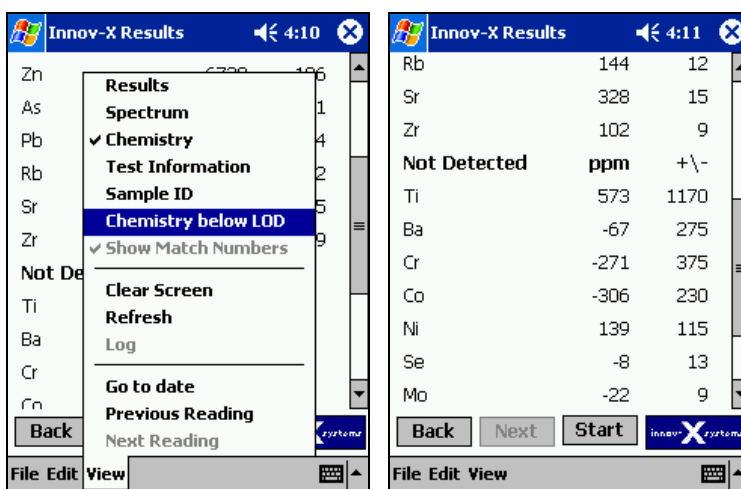 Innov-X Results 4:10
Zn
As
Pb
Rb
Sr
Zr
Not De
Ti
Ba
Cr
Results
Spectrum
Chemistry
Test Information
Sample ID
Chemistry below LOD
Show Match Numbers
Clear Screen
Refresh
Log
Go to date
Previous Reading
Next Reading
Back
File Edit View
Innov-X Results 4:11
Rb 144 12
Sr 328 15
Zr 102 9
Not Detected ppm +\-
Ti 573 1170
Ba -67 275
Cr -271 375
Co -306 230
Ni 139 115
Se -8 13
Mo -22 9
Back Next Start innov-X systems
File Edit View